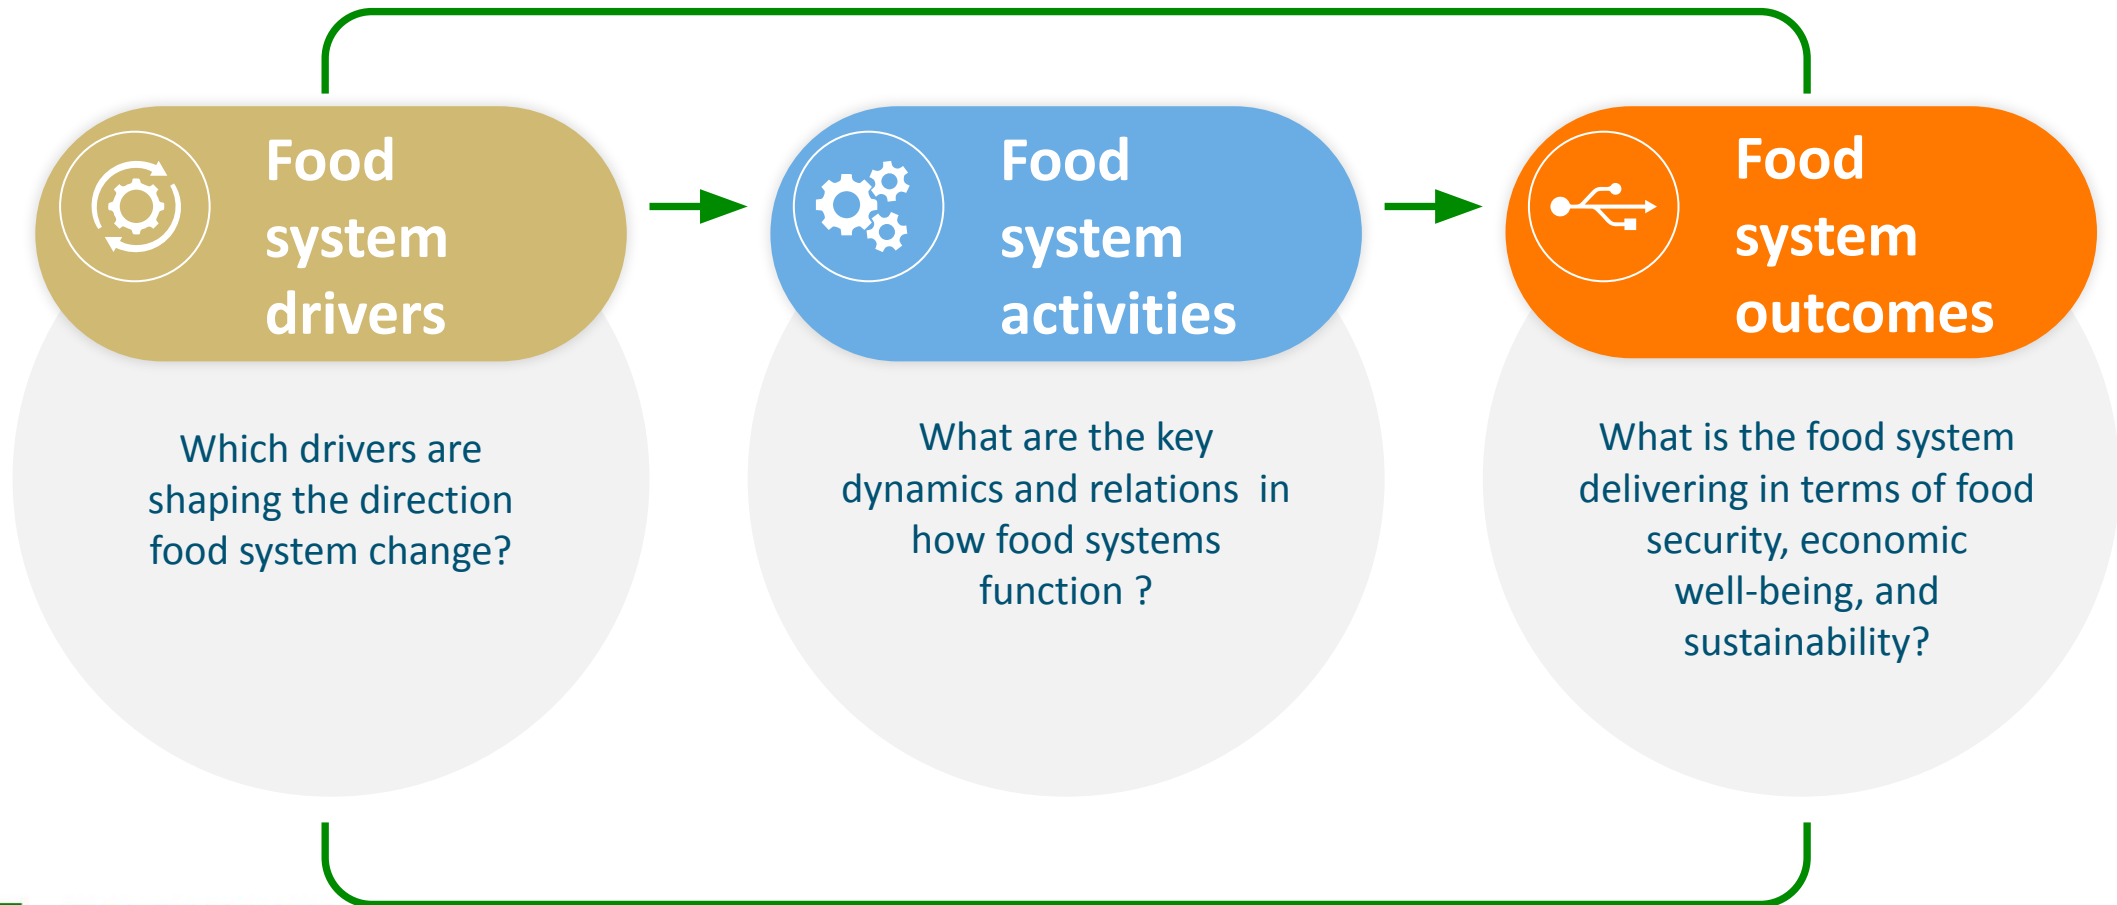 Food
system
drivers
Which drivers are
shaping the direction
food system change?
Food
system
activities
What are the key
dynamics and relations  in
how food systems
function ?
Food
system
outcomes
What is the food system
delivering in terms of food
security, economic
well-being, and
sustainability?